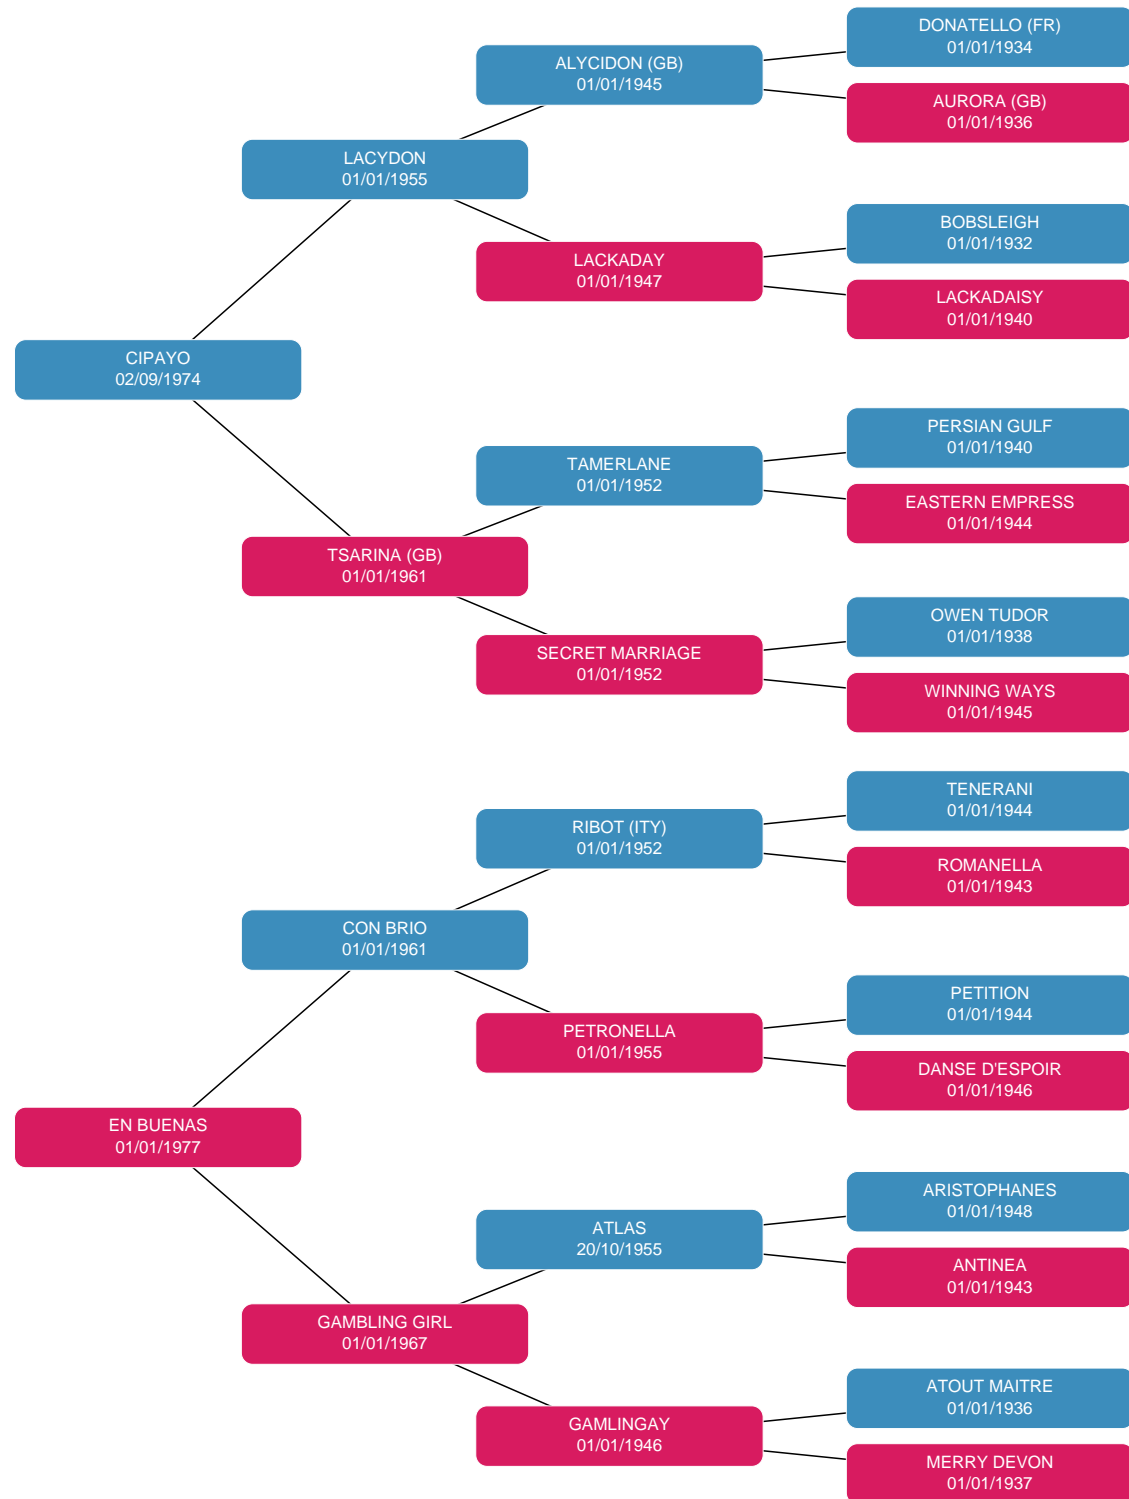 DONATELLO (FR)
01/01/1934
ALYCIDON (GB)
01/01/1945
AURORA (GB)
01/01/1936
LACYDON
01/01/1955
BOBSLEIGH
01/01/1932
LACKADAY
01/01/1947
LACKADAISY
01/01/1940
CIPAYO
02/09/1974
PERSIAN GULF
01/01/1940
TAMERLANE
01/01/1952
EASTERN EMPRESS
01/01/1944
TSARINA (GB)
01/01/1961
OWEN TUDOR
01/01/1938
SECRET MARRIAGE
01/01/1952
WINNING WAYS
01/01/1945
TENERANI
01/01/1944
RIBOT (ITY)
01/01/1952
ROMANELLA
01/01/1943
CON BRIO
01/01/1961
PETITION
01/01/1944
PETRONELLA
01/01/1955
DANSE D'ESPOIR
01/01/1946
EN BUENAS
01/01/1977
ARISTOPHANES
01/01/1948
ATLAS
20/10/1955
ANTINEA
01/01/1943
GAMBLING GIRL
01/01/1967
ATOUT MAITRE
01/01/1936
GAMLINGAY
01/01/1946
MERRY DEVON
01/01/1937